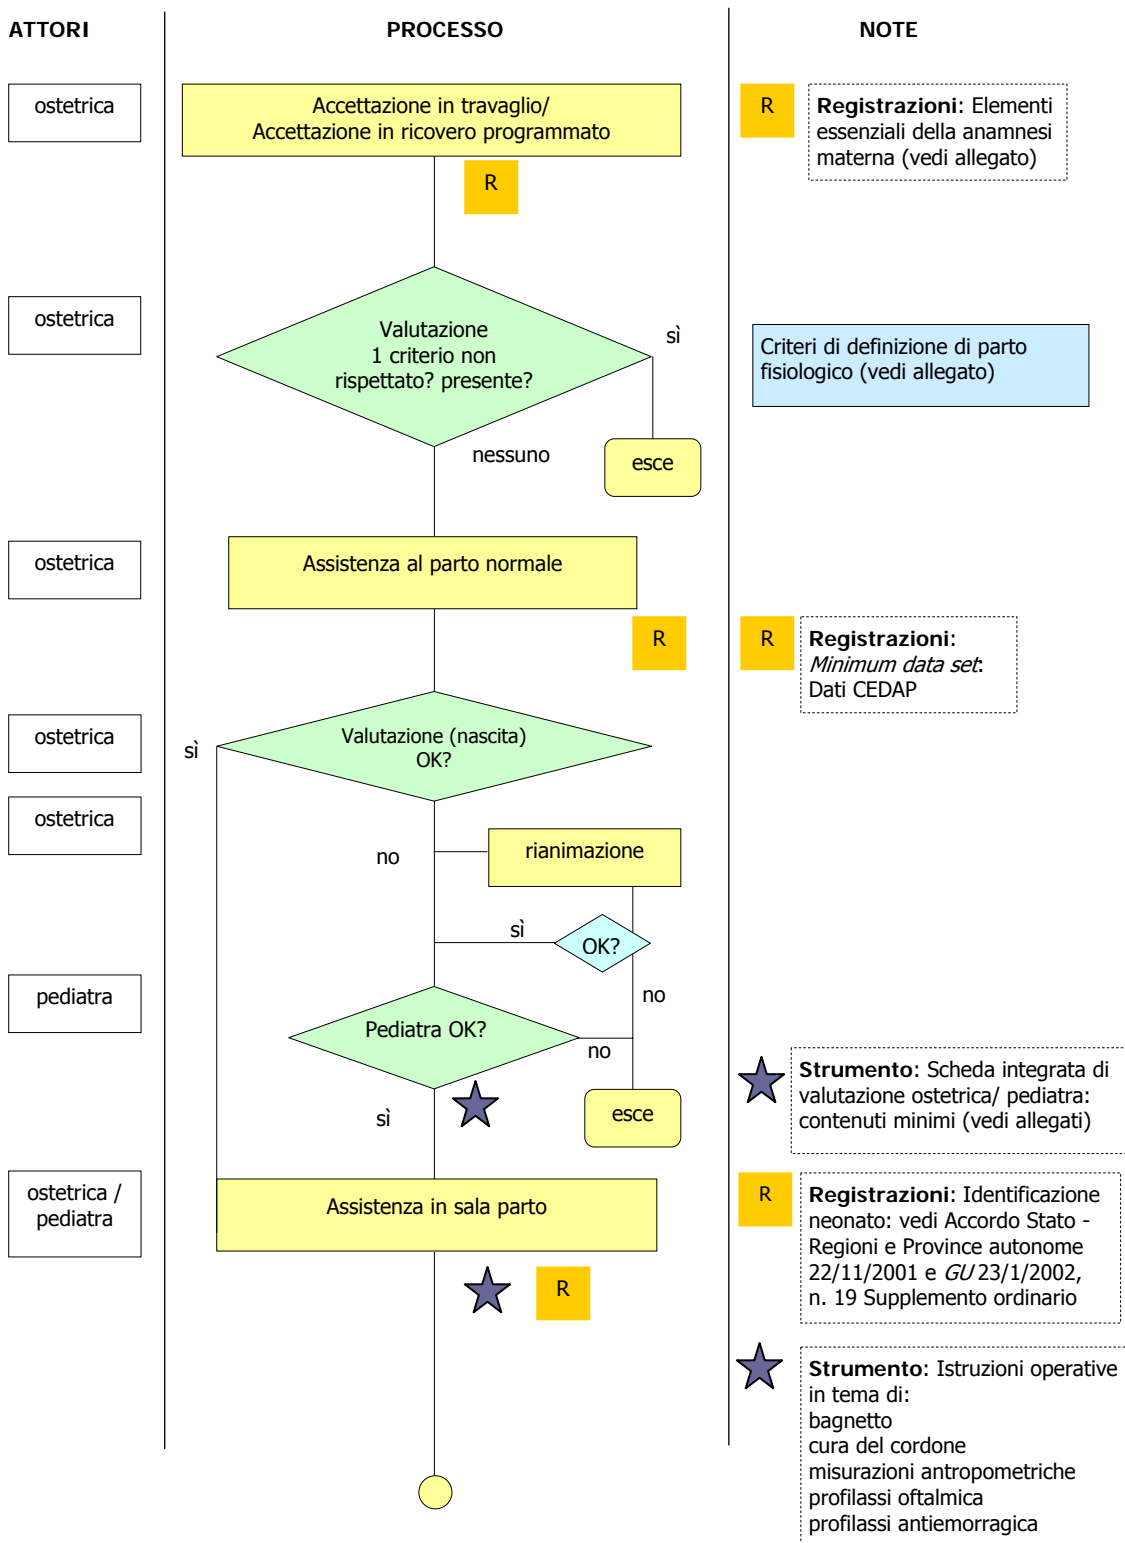 ATTORI
PROCESSO
NOTE
ostetrica
Accettazione in travaglio/
Accettazione in ricovero programmato
R
R
Registrazioni: Elementi
essenziali della anamnesi
materna (vedi allegato)
ostetrica
Valutazione
1 criterio non
rispettato? presente?
sì
nessuno
esce
Criteri di definizione di parto
fisiologico (vedi allegato)
ostetrica
Assistenza al parto normale
R
R
Registrazioni:
Minimum data set:
Dati CEDAP
ostetrica
sì
Valutazione (nascita)
OK?
ostetrica
no
rianimazione
sì
OK?
no
pediatra
Pediatra OK?
no
sì
esce
Strumento: Scheda integrata di
valutazione ostetrica/ pediatra:
contenuti minimi (vedi allegati)
ostetrica /
pediatra
Assistenza in sala parto
R
R
Registrazioni: Identificazione
neonato: vedi Accordo Stato -
Regioni e Province autonome
22/11/2001 e GU 23/1/2002,
n. 19 Supplemento ordinario
Strumento: Istruzioni operative
in tema di:
bagnetto
cura del cordone
misurazioni antropometriche
profilassi oftalmica
profilassi antiemorragica